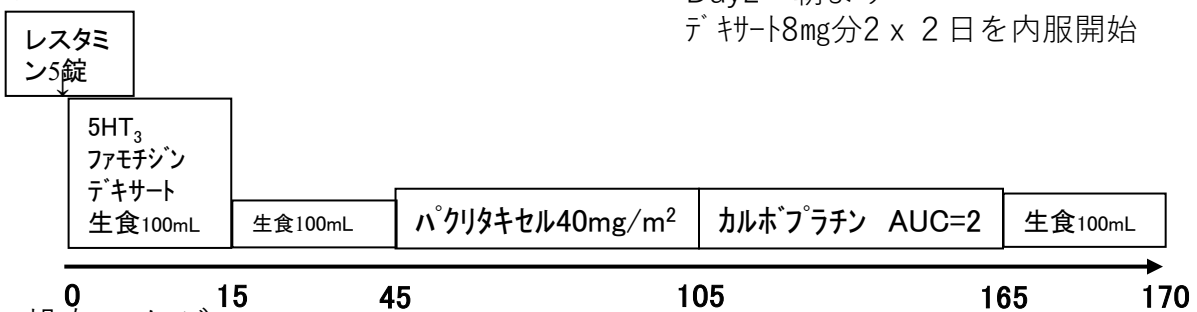 デキサート8mg分2 x 2日を内服開始
レスタミ
ン5錠
↓
5HT₃
ファモチジン
デキサート
生食100mL
生食100mL
パクリタキセル40mg/m²
カルボプラチン AUC=2
生食100mL
0
15
45
105
165
170